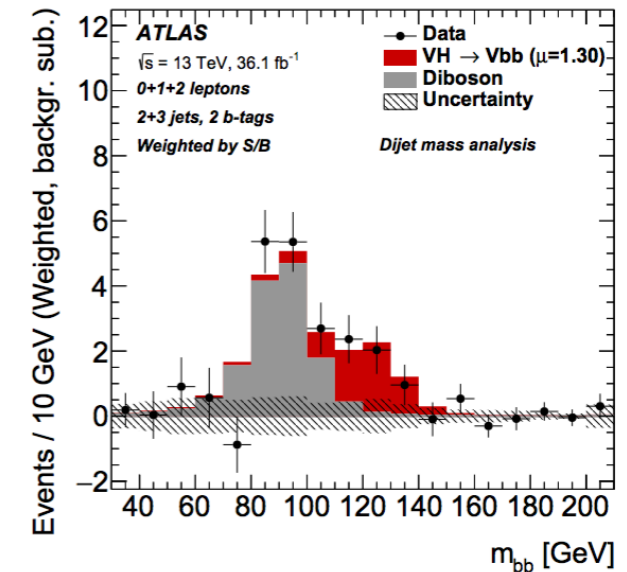 ATLAS
√s = 13 TeV, 36.1 fb⁻¹
0+1+2 leptons
2+3 jets, 2 b-tags
Weighted by S/B
Data
VH → Vbb (μ=1.30)
Diboson
Uncertainty
Dijet mass analysis
Events / 10 GeV (Weighted, backgr. sub.)
12
10
8
6
4
2
0
−2
40 60 80 100 120 140 160 180 200
m_bb [GeV]